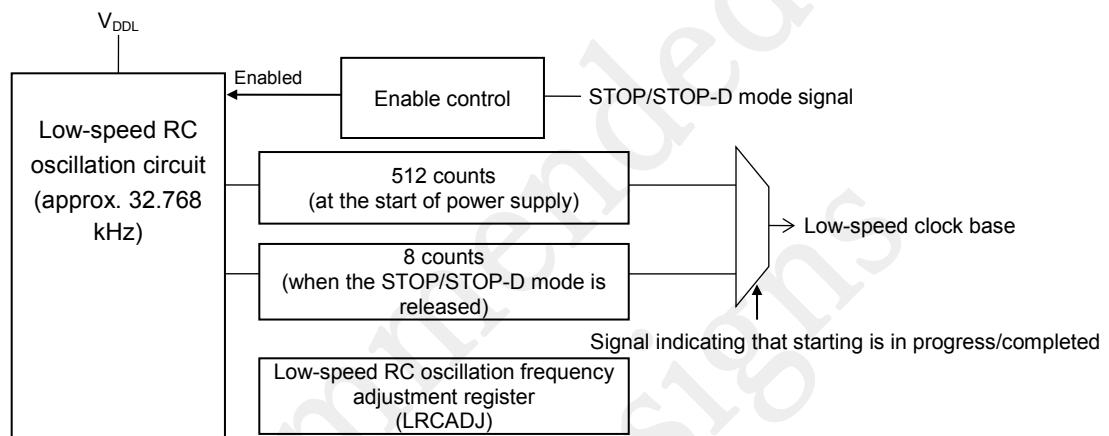 VDDL
Enabled
Enable control
STOP/STOP-D mode signal
Low-speed RC
oscillation circuit
(approx. 32.768
kHz)
512 counts
(at the start of power supply)
8 counts
(when the STOP/STOP-D mode is
released)
Low-speed clock base
Signal indicating that starting is in progress/completed
Low-speed RC oscillation frequency
adjustment register
(LRCADJ)